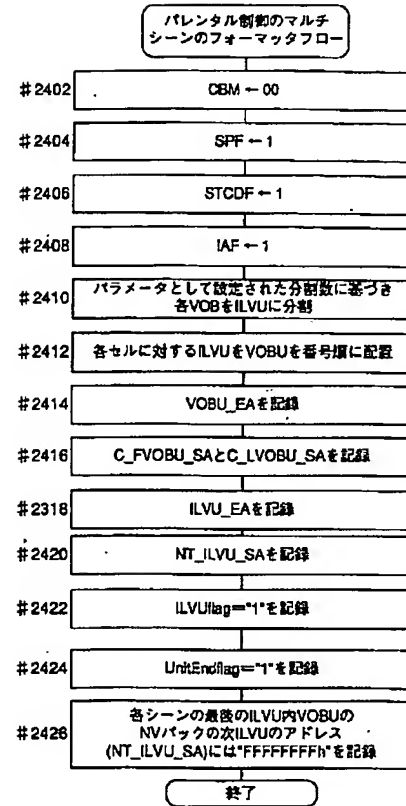 パレンタル制御のマルチ
シーンのフォーマッタフロー
#2402
CBM ← 00
#2404
SPF ← 1
#2406
STCDF ← 1
#2408
IAF ← 1
#2410
パラメータとして設定された分割数に基づき
各VOBをILVUに分割
#2412
各セルに対するILVUをVOBUを番号順に配置
#2414
VOBU_EAを記録
#2416
C_FVOBU_SAとC_LVOBU_SAを記録
#2318
ILVU_EAを記録
#2420
NT_ILVU_SAを記録
#2422
ILVUflag="1"を記録
#2424
UnitEndflag="1"を記録
#2426
各シーンの最後のILVU内VOBUの
NVパックの次ILVUのアドレス
(NT_ILVU_SA)には"FFFFFFFFh"を記録
終了